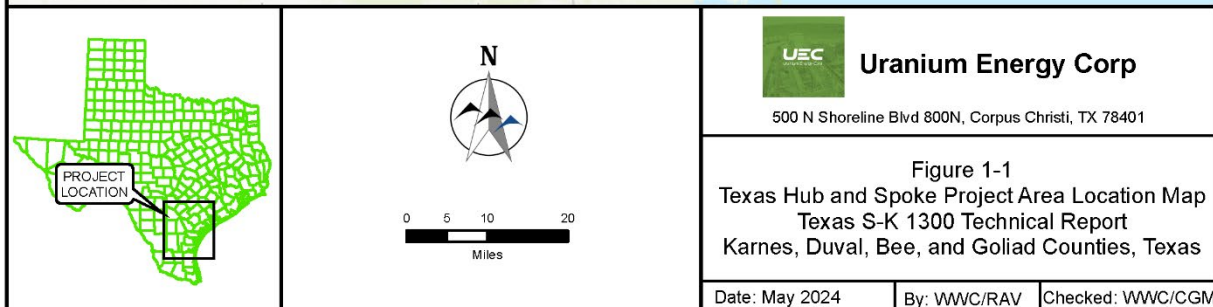 PROJECT
LOCATION
N
0 5 10 20
Miles
UEC
Uranium Energy Corp
500 N Shoreline Blvd 800N, Corpus Christi, TX 78401
Figure 1-1
Texas Hub and Spoke Project Area Location Map
Texas S-K 1300 Technical Report
Karnes, Duval, Bee, and Goliad Counties, Texas
Date: May 2024 By: WWC/RAV Checked: WWC/CGM